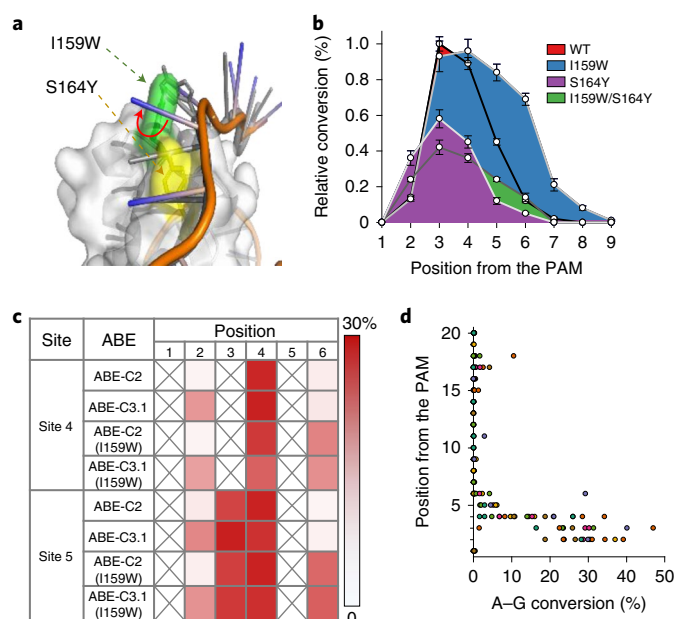 a
I159W
S164Y
b
Relative conversion (%)
1.0
0.8
0.6
0.4
0.2
0
1 2 3 4 5 6 7 8 9
Position from the PAM
WT
I159W
S164Y
I159W/S164Y
c
Site ABE Position
1 2 3 4 5 6
Site 4
ABE-C2
ABE-C3.1
ABE-C2
(I159W)
ABE-C3.1
(I159W)
Site 5
ABE-C2
ABE-C3.1
ABE-C2
(I159W)
ABE-C3.1
(I159W)
30%
0
d
Position from the PAM
20
15
10
5
0 10 20 30 40 50
A–G conversion (%)